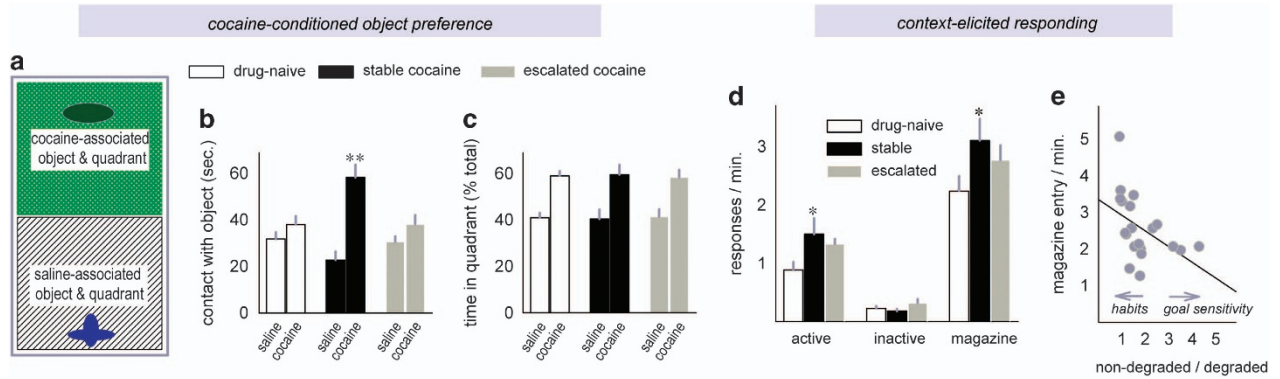 cocaine-conditioned object preference
context-elicited responding
a
cocaine-associated
object & quadrant
saline-associated
object & quadrant
drug-naive
stable cocaine
escalated cocaine
b
contact with object (sec.)
60
40
20
0
**
saline
cocaine
saline
cocaine
saline
cocaine
c
time in quadrant (% total)
60
40
20
0
saline
cocaine
saline
cocaine
saline
cocaine
d
responses / min.
3
2
1
drug-naive
stable
escalated
*
*
active
inactive
magazine
e
magazine entry / min.
5
4
3
2
1
habits
goal sensitivity
1 2 3 4 5
non-degraded / degraded